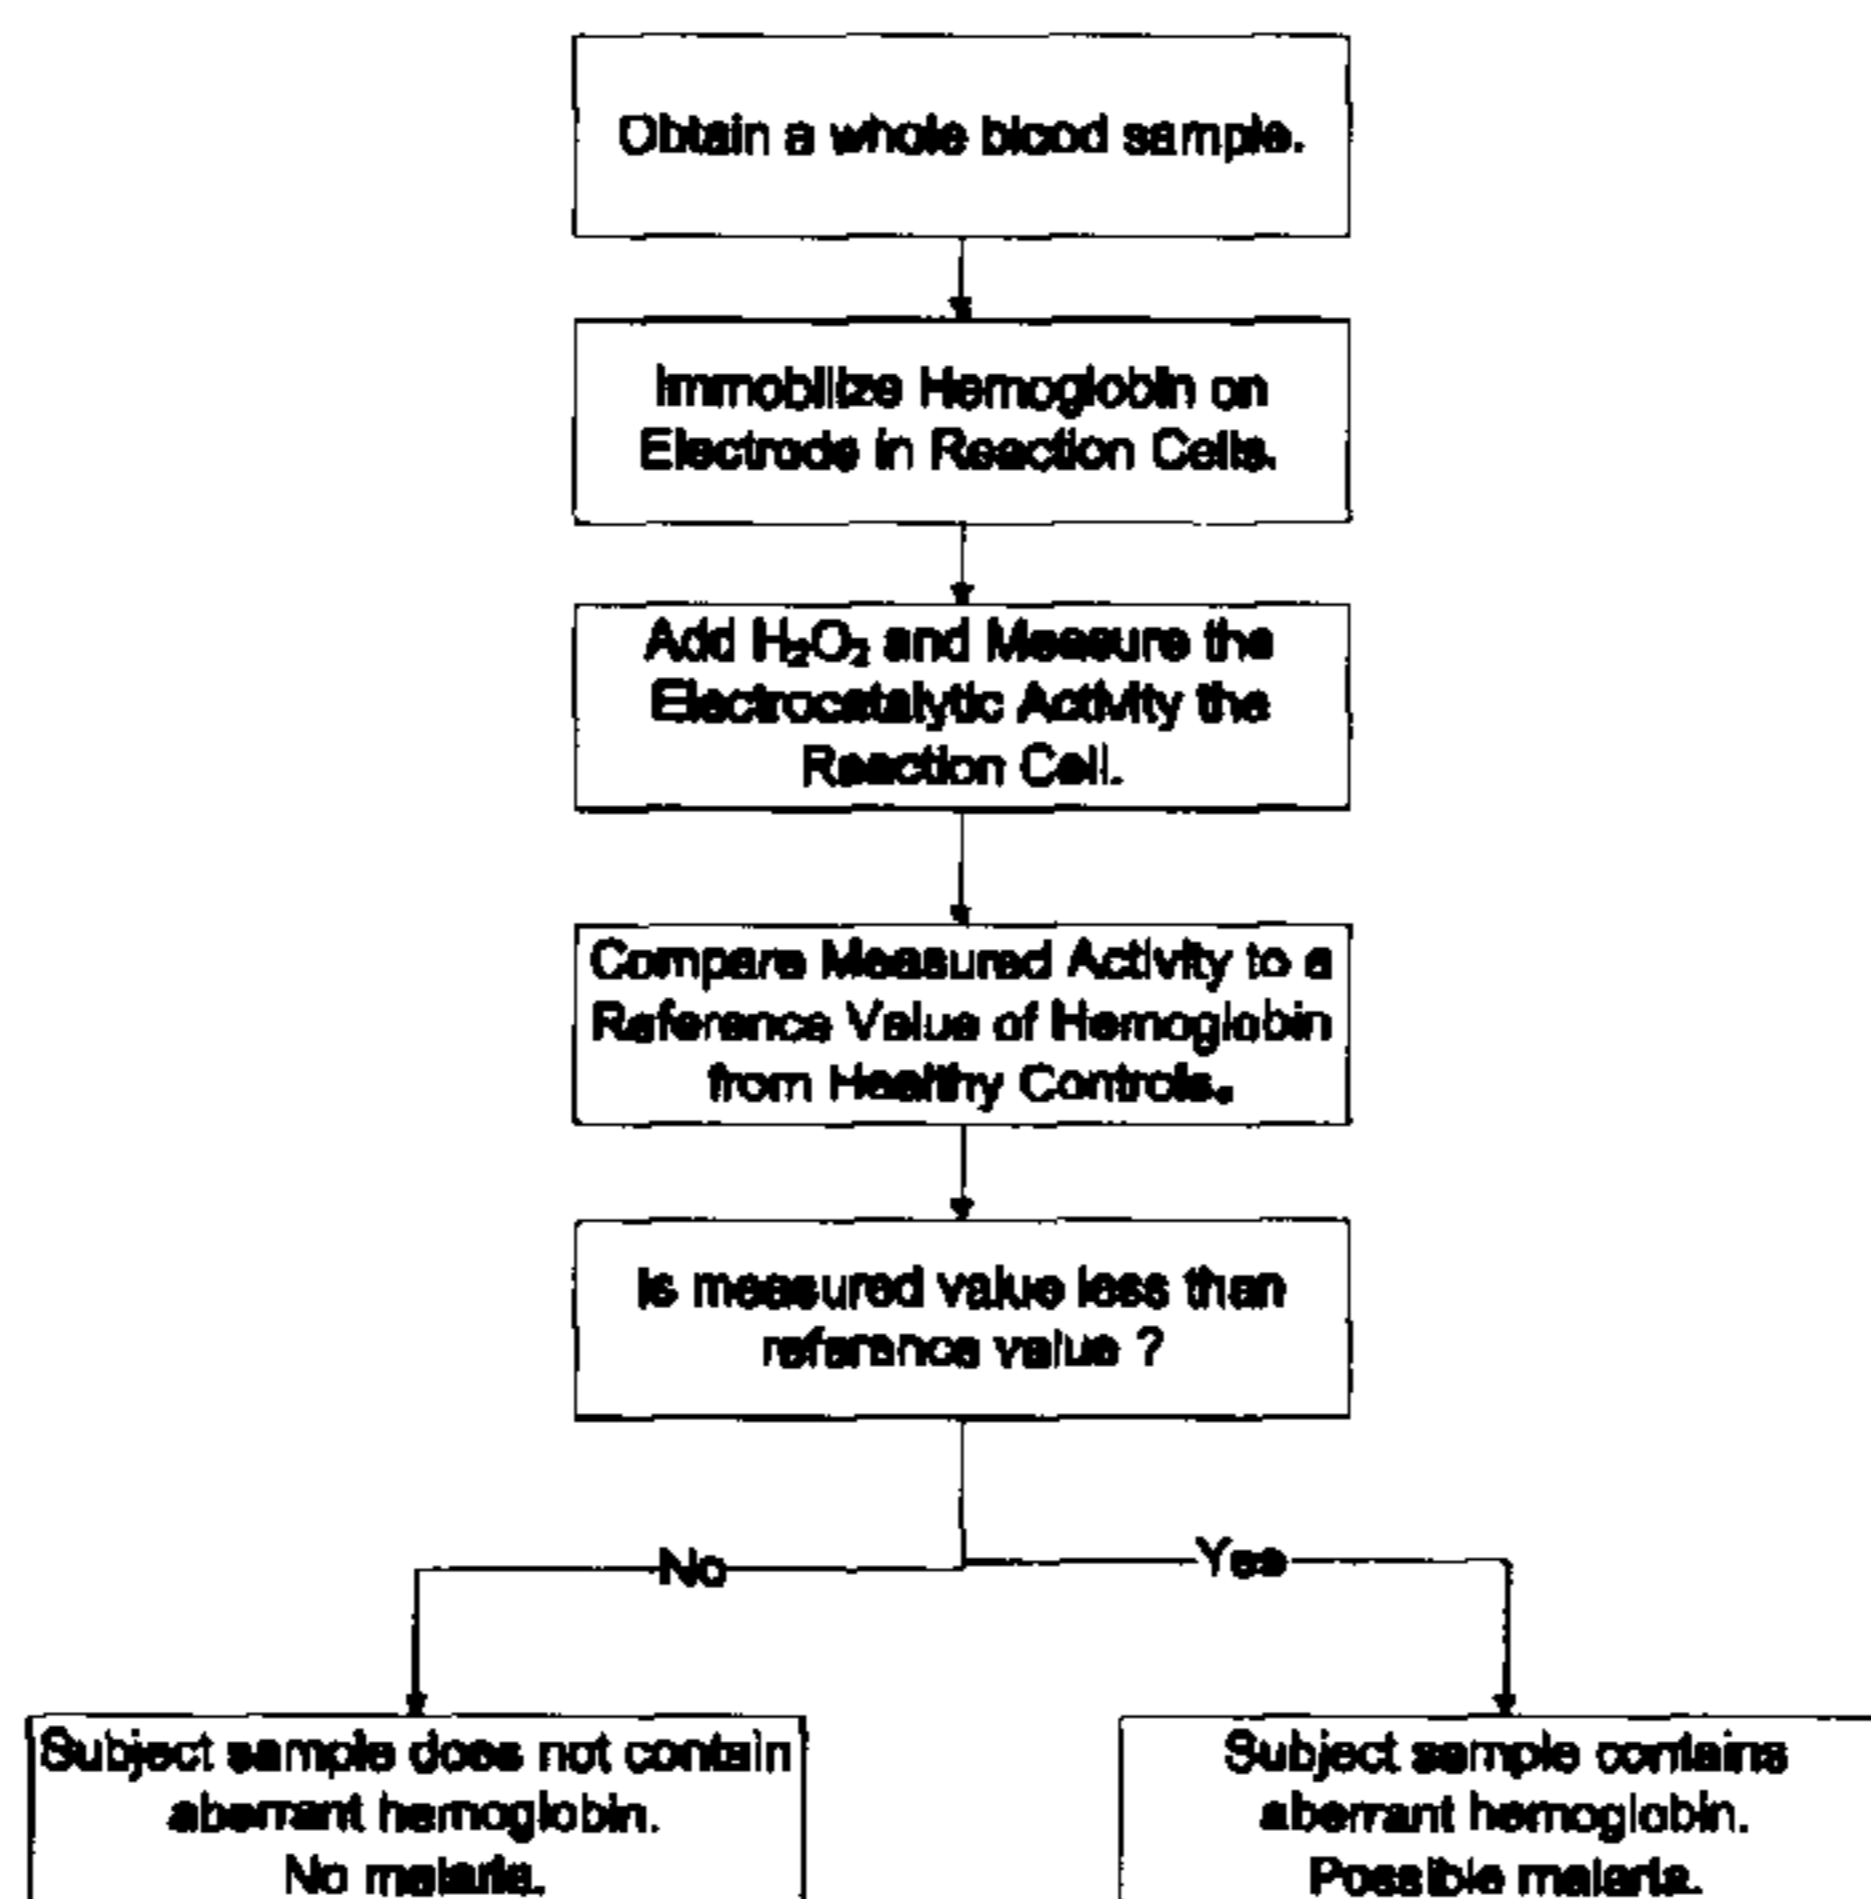 Obtain a whole blood sample.
Immobilize Hemoglobin on
Electrode in Reaction Cells.
Add H₂O₂ and Measure the
Electrocatalytic Activity the
Reaction Cell.
Compare Measured Activity to a
Reference Value of Hemoglobin
from Healthy Controls.
Is measured value less than
reference value ?
No
Yes
Subject sample does not contain
aberrant hemoglobin.
No malaria.
Subject sample contains
aberrant hemoglobin.
Possible malaria.